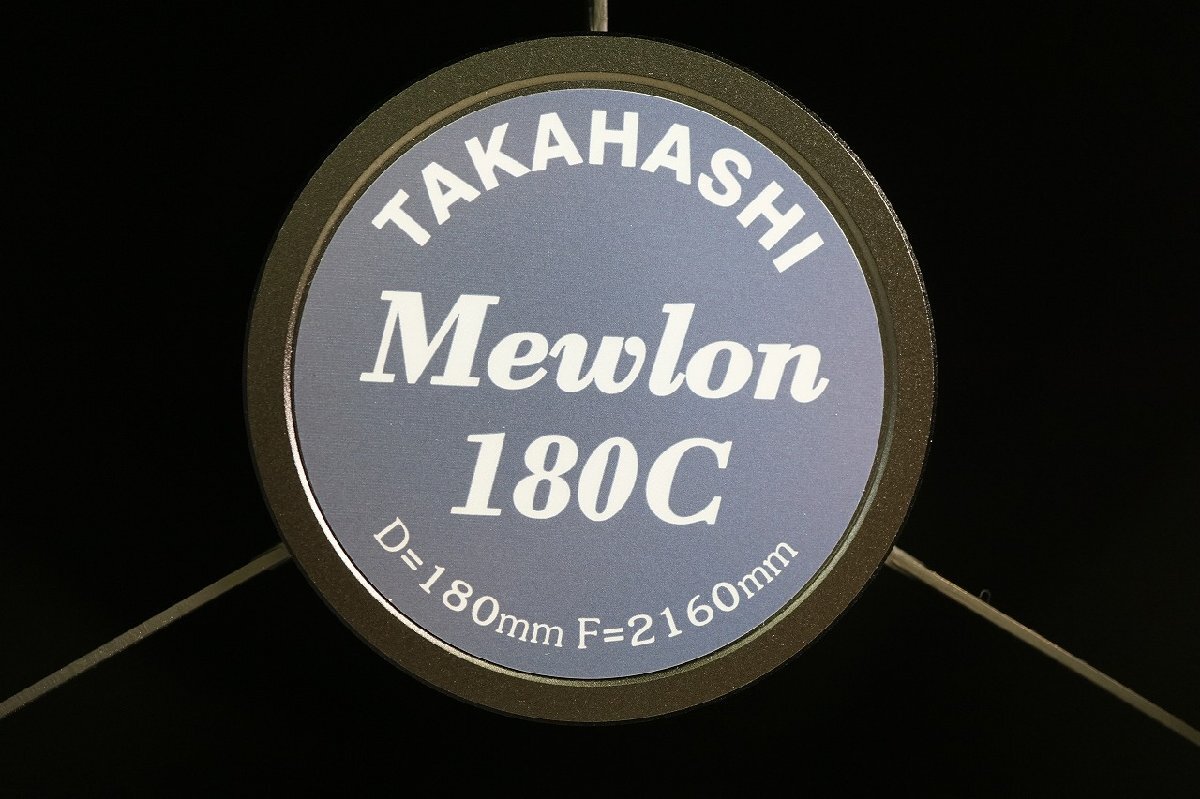 TAKAHASHI
Mewlon
180C
D=180mm F=2160mm